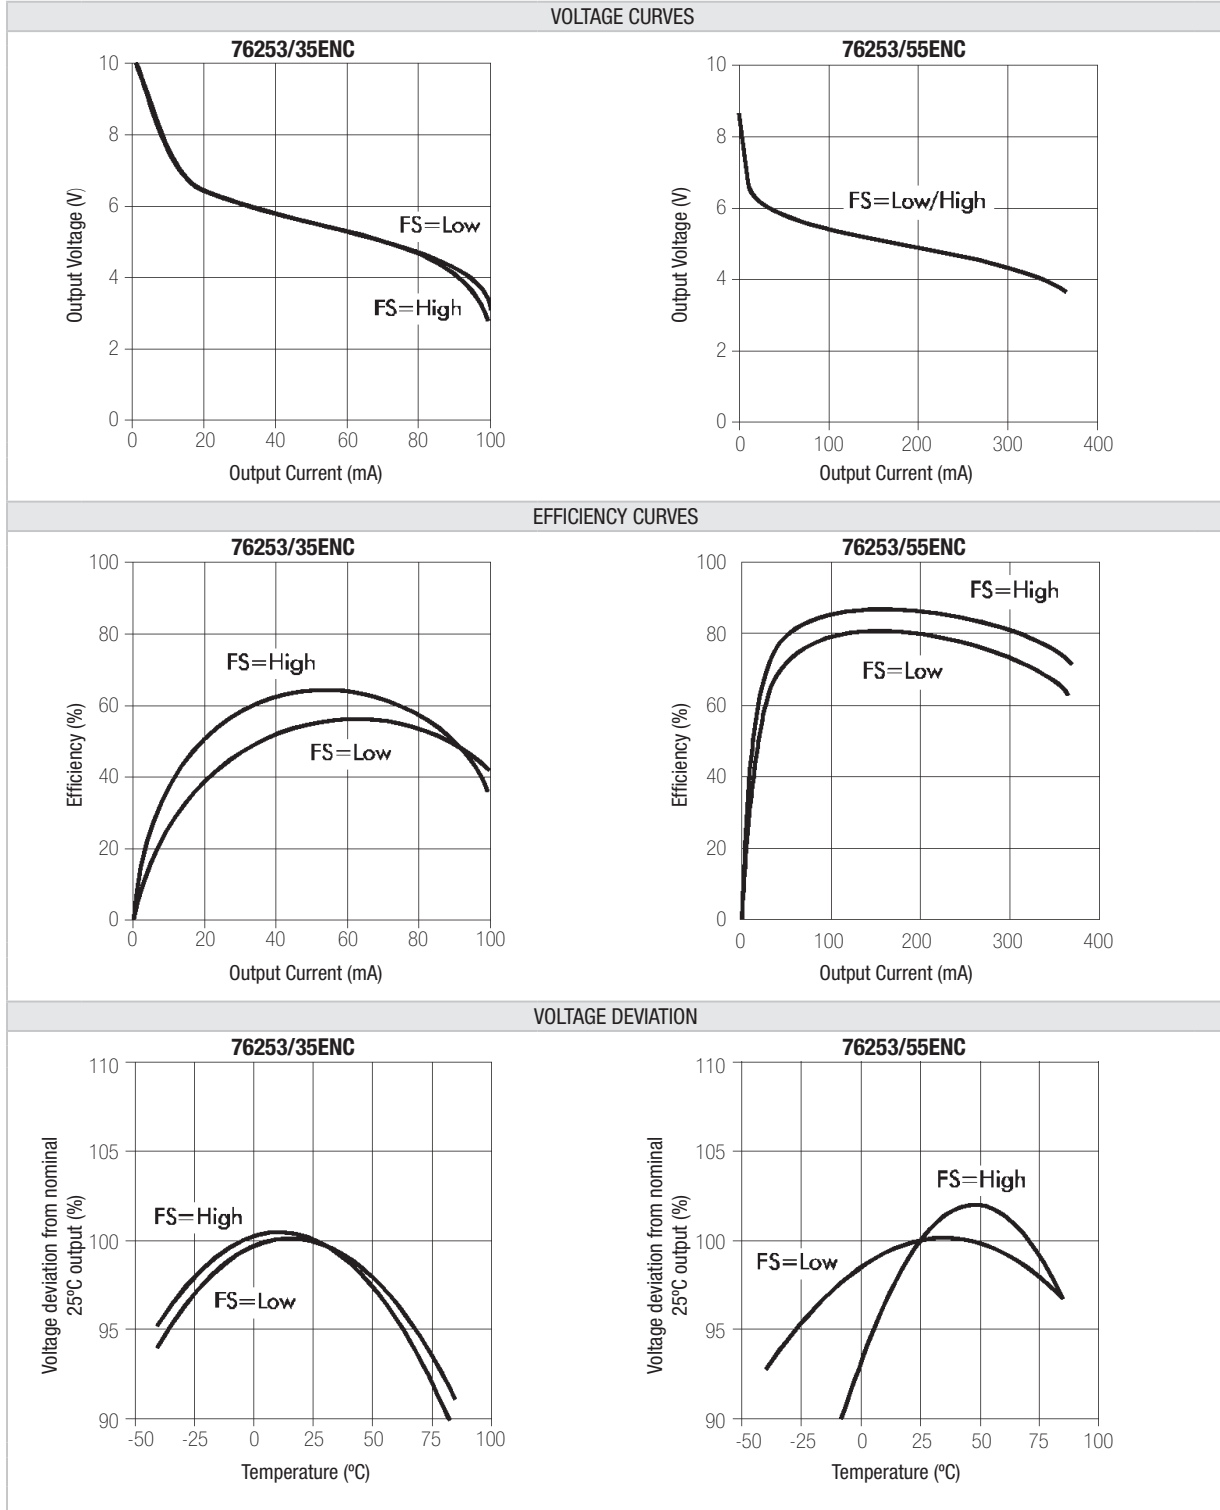 VOLTAGE CURVES
76253/35ENC
10
8
6
4
2
0
Output Voltage (V)
FS=Low
FS=High
0 20 40 60 80 100
Output Current (mA)
76253/55ENC
10
8
6
4
2
0
Output Voltage (V)
FS=Low/High
0 100 200 300 400
Output Current (mA)
EFFICIENCY CURVES
76253/35ENC
100
80
60
40
20
0
Efficiency (%)
FS=High
FS=Low
0 20 40 60 80 100
Output Current (mA)
76253/55ENC
100
80
60
40
20
0
Efficiency (%)
FS=High
FS=Low
0 100 200 300 400
Output Current (mA)
VOLTAGE DEVIATION
76253/35ENC
110
105
100
95
90
Voltage deviation from nominal
25ºC output (%)
FS=High
FS=Low
-50 -25 0 25 50 75 100
Temperature (ºC)
76253/55ENC
110
105
100
95
90
Voltage deviation from nominal
25ºC output (%)
FS=High
FS=Low
-50 -25 0 25 50 75 100
Temperature (ºC)